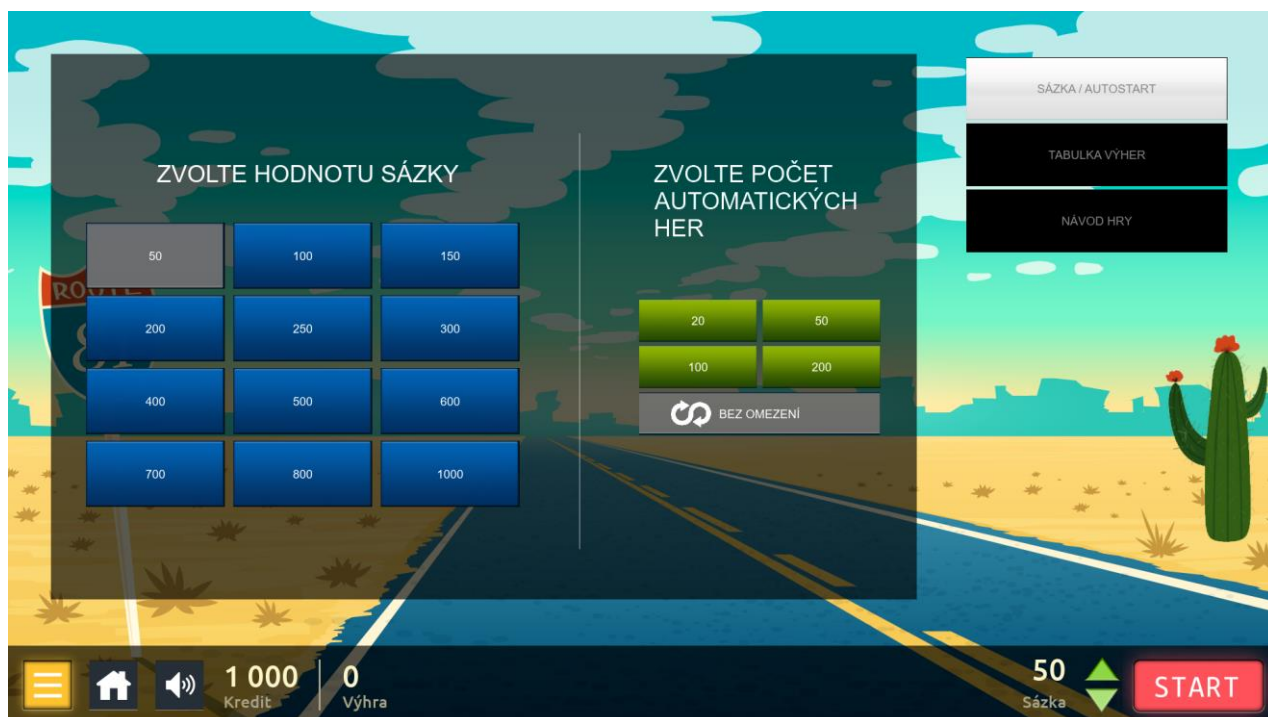 SÁZKA / AUTOSTART
TABULKA VÝHER
NÁVOD HRY
ZVOLTE HODNOTU SÁZKY
50 100 150
200 250 300
400 500 600
700 800 1000
ZVOLTE POČET
AUTOMATICKÝCH
HER
20 50
100 200
BEZ OMEZENÍ
ROUTE
81
1 000 0
Kredit Výhra
50
Sázka
START